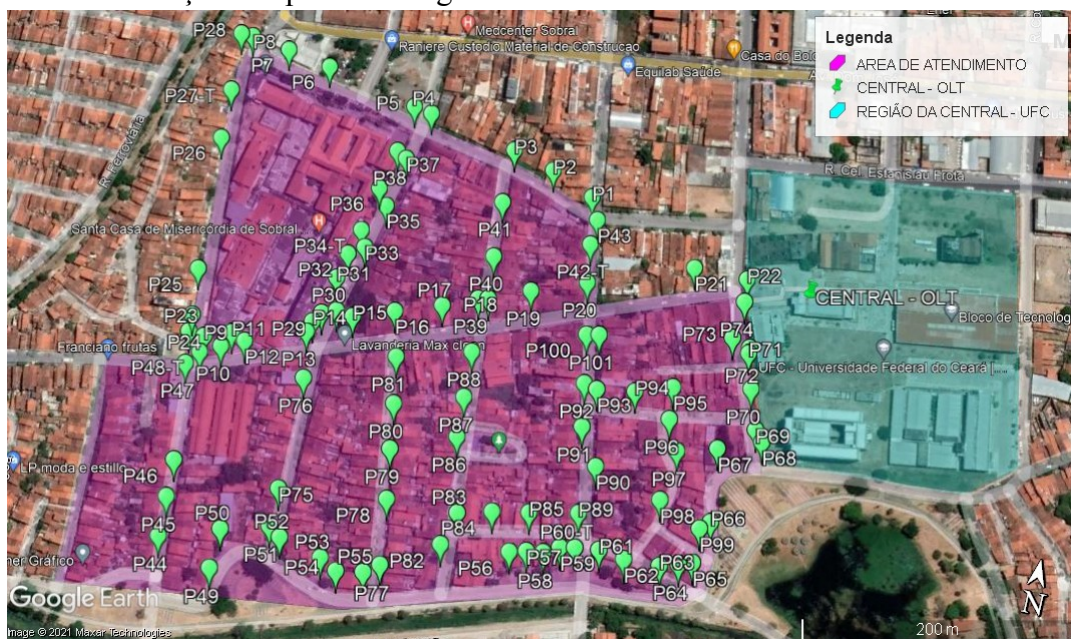 P28
P8
Medcenter Sobral
Legenda
P7
Raniere Custodio Material de Construçao
AREA DE ATENDIMENTO
P6
Equilab Saúde
CENTRAL - OLT
P27-T
P5
P4
REGIÃO DA CENTRAL - UFC
R. Ferroviária
P26
P3
P37
P2
R. Cel. Estanislau Frota
P38
P36
P1
P35
P41
Santa Casa de Misericórdia de Sobral
P34-T
P33
P43
P32
P31
P42-T
P25
P40
P21
P22
P30
P17
P18
CENTRAL - OLT
P23
P29
P14
P15
P16
P39
P19
P20
Bloco de Tecnolog
P24
P9
P11
P73
P74
Franciano frutas
P12
P13
Lavanderia Max clean
P100
P101
P71
P48-T
P10
UFC - Universidade Federal do Ceará
P47
P76
P81
P88
P72
P92
P93
P94
P95
P70
P80
P87
P91
P96
P69
P86
P67
P68
LP moda e estillo
P46
P79
P90
P97
P75
P83
P45
P50
P52
P78
P84
P85
P89
P98
P66
P44
P51
P53
P60-T
P99
ner Gráfico
P54
P55
P82
P56
P57
P59
P61
P49
P77
P58
P62
P63
P65
P64
Google Earth
N
Image © 2021 Maxar Technologies
200 m